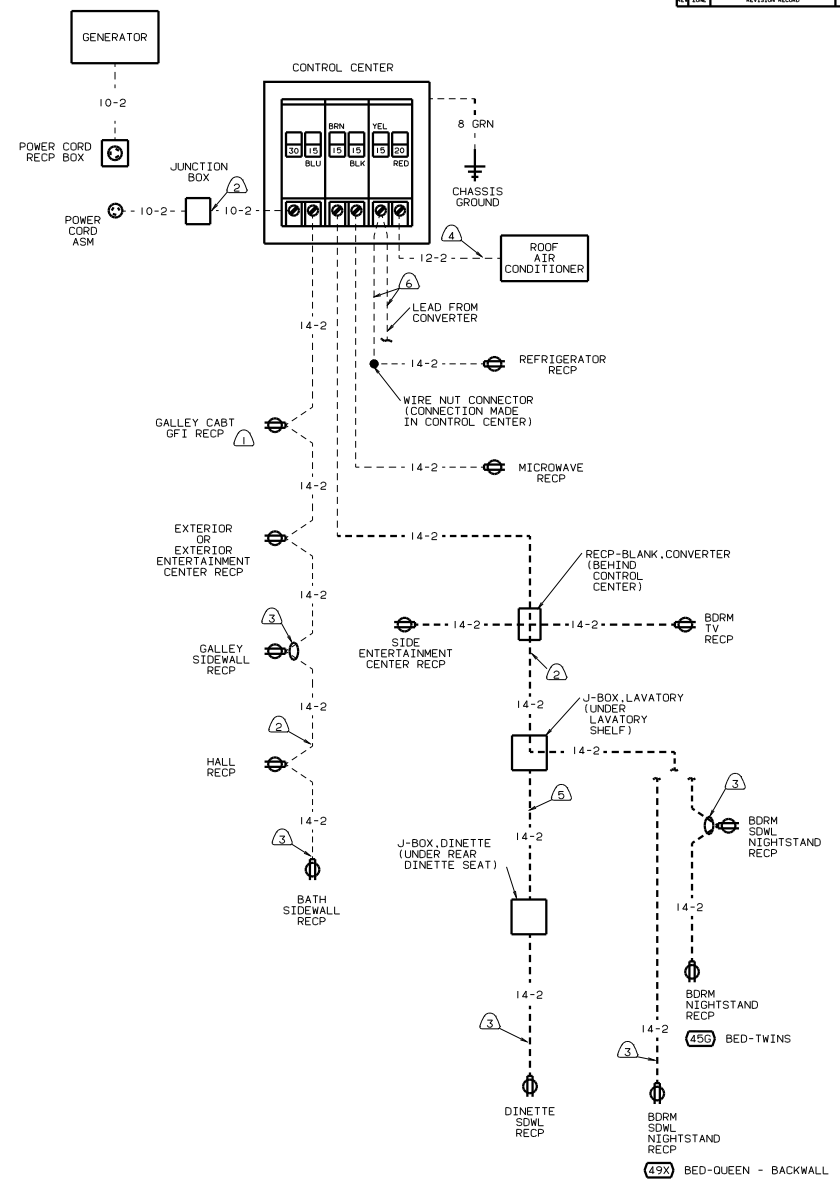 REV ZONE REVISION RECORD
GENERATOR
10-2
POWER CORD
RECP BOX
CONTROL CENTER
BRN
YEL
30
15
15
15
15
20
BLU
BLK
RED
8 GRN
CHASSIS
GROUND
JUNCTION
BOX
2
POWER
CORD
ASM
10-2
10-2
4
12-2
ROOF
AIR
CONDITIONER
6
LEAD FROM
CONVERTER
14-2
14-2
REFRIGERATOR
RECP
WIRE NUT CONNECTOR
(CONNECTION MADE
IN CONTROL CENTER)
GALLEY CABT
GFI RECP
1
14-2
MICROWAVE
RECP
14-2
EXTERIOR
OR
EXTERIOR
ENTERTAINMENT
CENTER RECP
14-2
RECP-BLANK,CONVERTER
(BEHIND
CONTROL
CENTER)
14-2
3
GALLEY
SIDEWALL
RECP
14-2
SIDE
ENTERTAINMENT
CENTER RECP
14-2
BDRM
TV
RECP
2
14-2
14-2
J-BOX,LAVATORY
(UNDER
LAVATORY
SHELF)
2
HALL
RECP
14-2
3
5
14-2
3
BDRM
SDWL
NIGHTSTAND
RECP
14-2
J-BOX,DINETTE
(UNDER REAR
DINETTE SEAT)
BATH
SIDEWALL
RECP
14-2
14-2
BDRM
NIGHTSTAND
RECP
3
14-2
45G BED-TWINS
3
DINETTE
SDWL
RECP
BDRM
SDWL
NIGHTSTAND
RECP
49X BED-QUEEN - BACKWALL